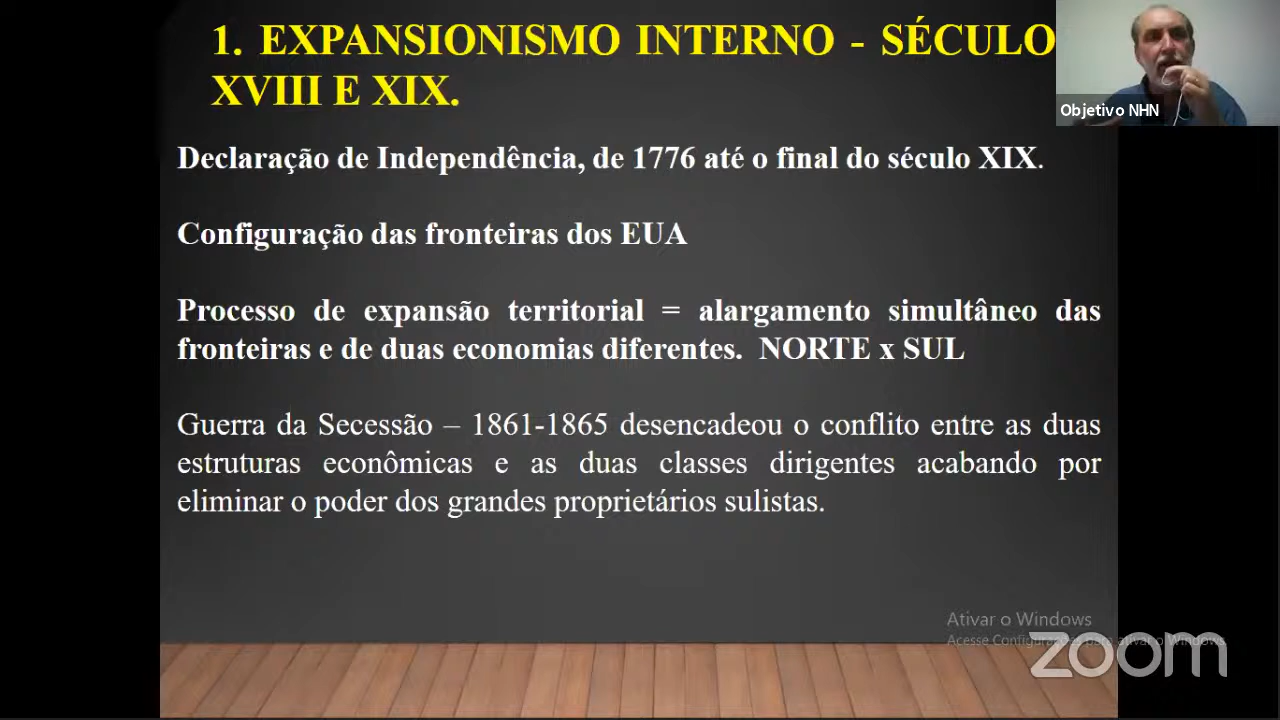 1. EXPANSIONISMO INTERNO - SÉCULO
XVIII E XIX.
Objetivo NHN
Declaração de Independência, de 1776 até o final do século XIX.
Configuração das fronteiras dos EUA
Processo de expansão territorial = alargamento simultâneo das
fronteiras e de duas economias diferentes. NORTE x SUL
Guerra da Secessão – 1861-1865 desencadeou o conflito entre as duas
estruturas econômicas e as duas classes dirigentes acabando por
eliminar o poder dos grandes proprietários sulistas.
Ativar o Windows
Acesse Configurações para ativar o Windows.
zoom